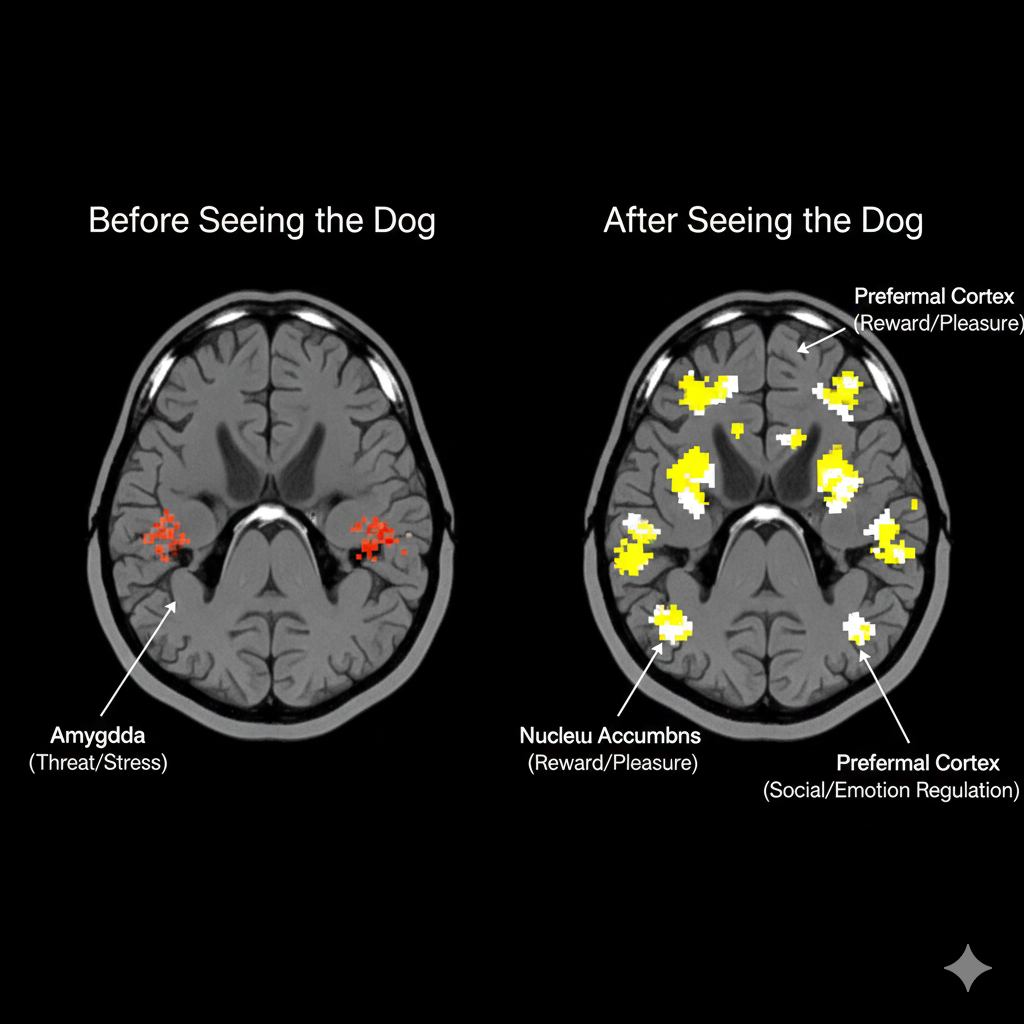 Before Seeing the Dog
After Seeing the Dog
Prefermal Cortex
(Reward/Pleasure)
Amygdda
(Threat/Stress)
Nucleu Accumbns
(Reward/Pleasure)
Prefermal Cortex
(Social/Emotion Regulation)